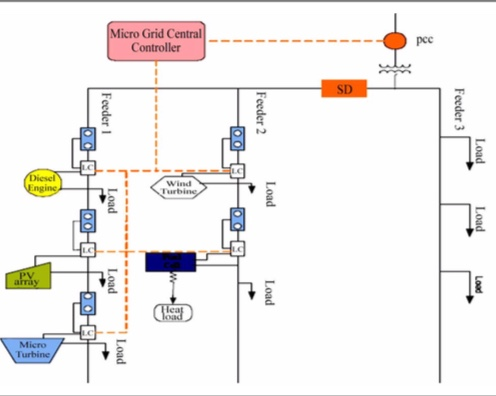 Micro Grid Central
Controller
pcc
SD
Feeder 1
Feeder 2
Feeder 3
LC
Diesel
Engine
Load
LC
Wind
Turbine
Load
Load
LC
PV
array
Load
LC
Heat
load
Load
Load
LC
Micro
Turbine
Load
Load